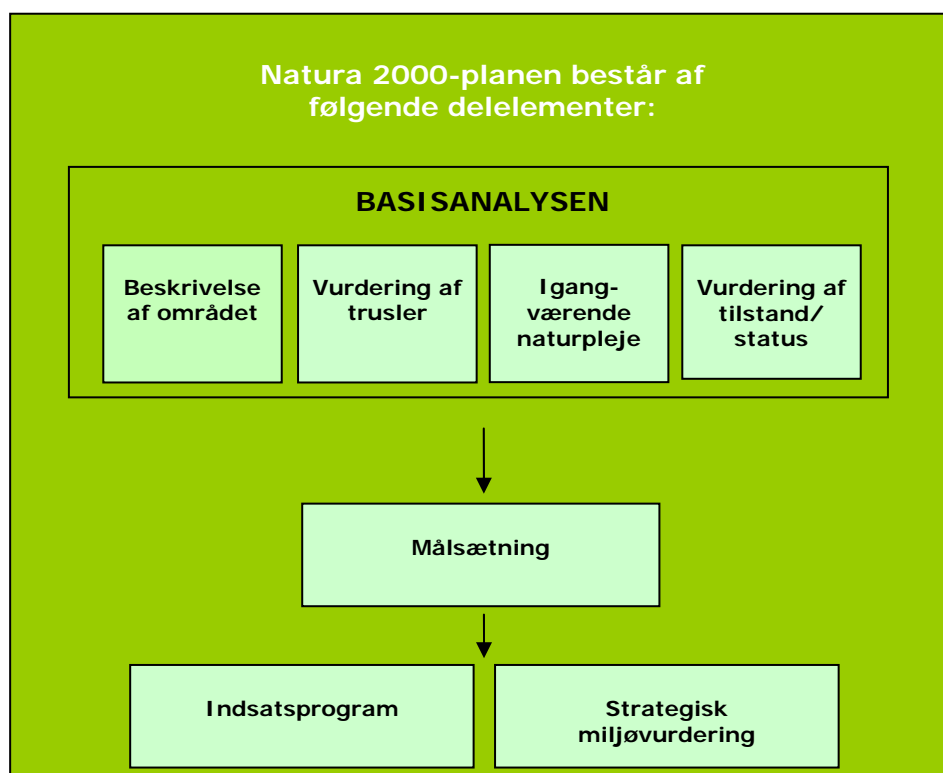 Natura 2000-planen består af
følgende delelementer:
BASISANALYSEN
Beskrivelse
af området
Vurdering af
trusler
Igang-
værende
naturpleje
Vurdering af
tilstand/
status
Målsætning
Indsatsprogram
Strategisk
miljøvurdering